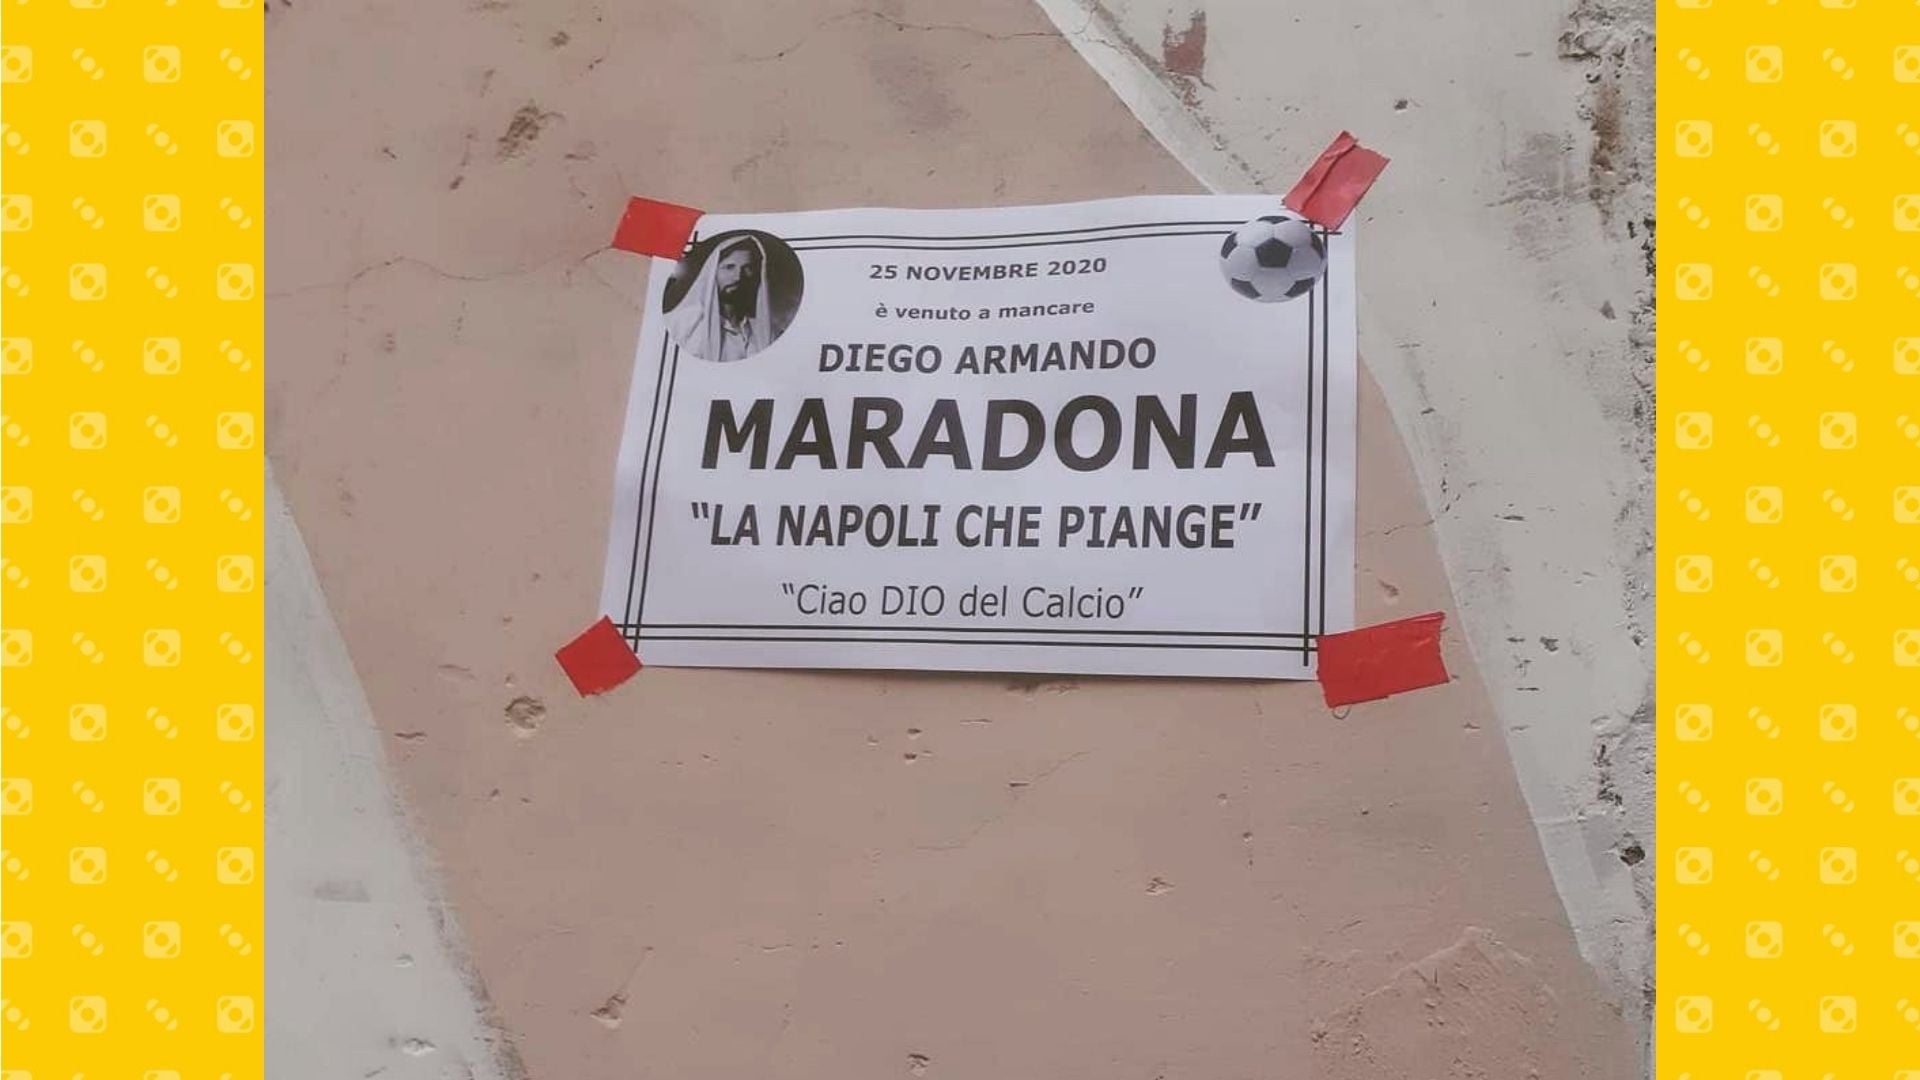 25 NOVEMBRE 2020
è venuto a mancare
DIEGO ARMANDO
MARADONA
“LA NAPOLI CHE PIANGE”
“Ciao DIO del Calcio”